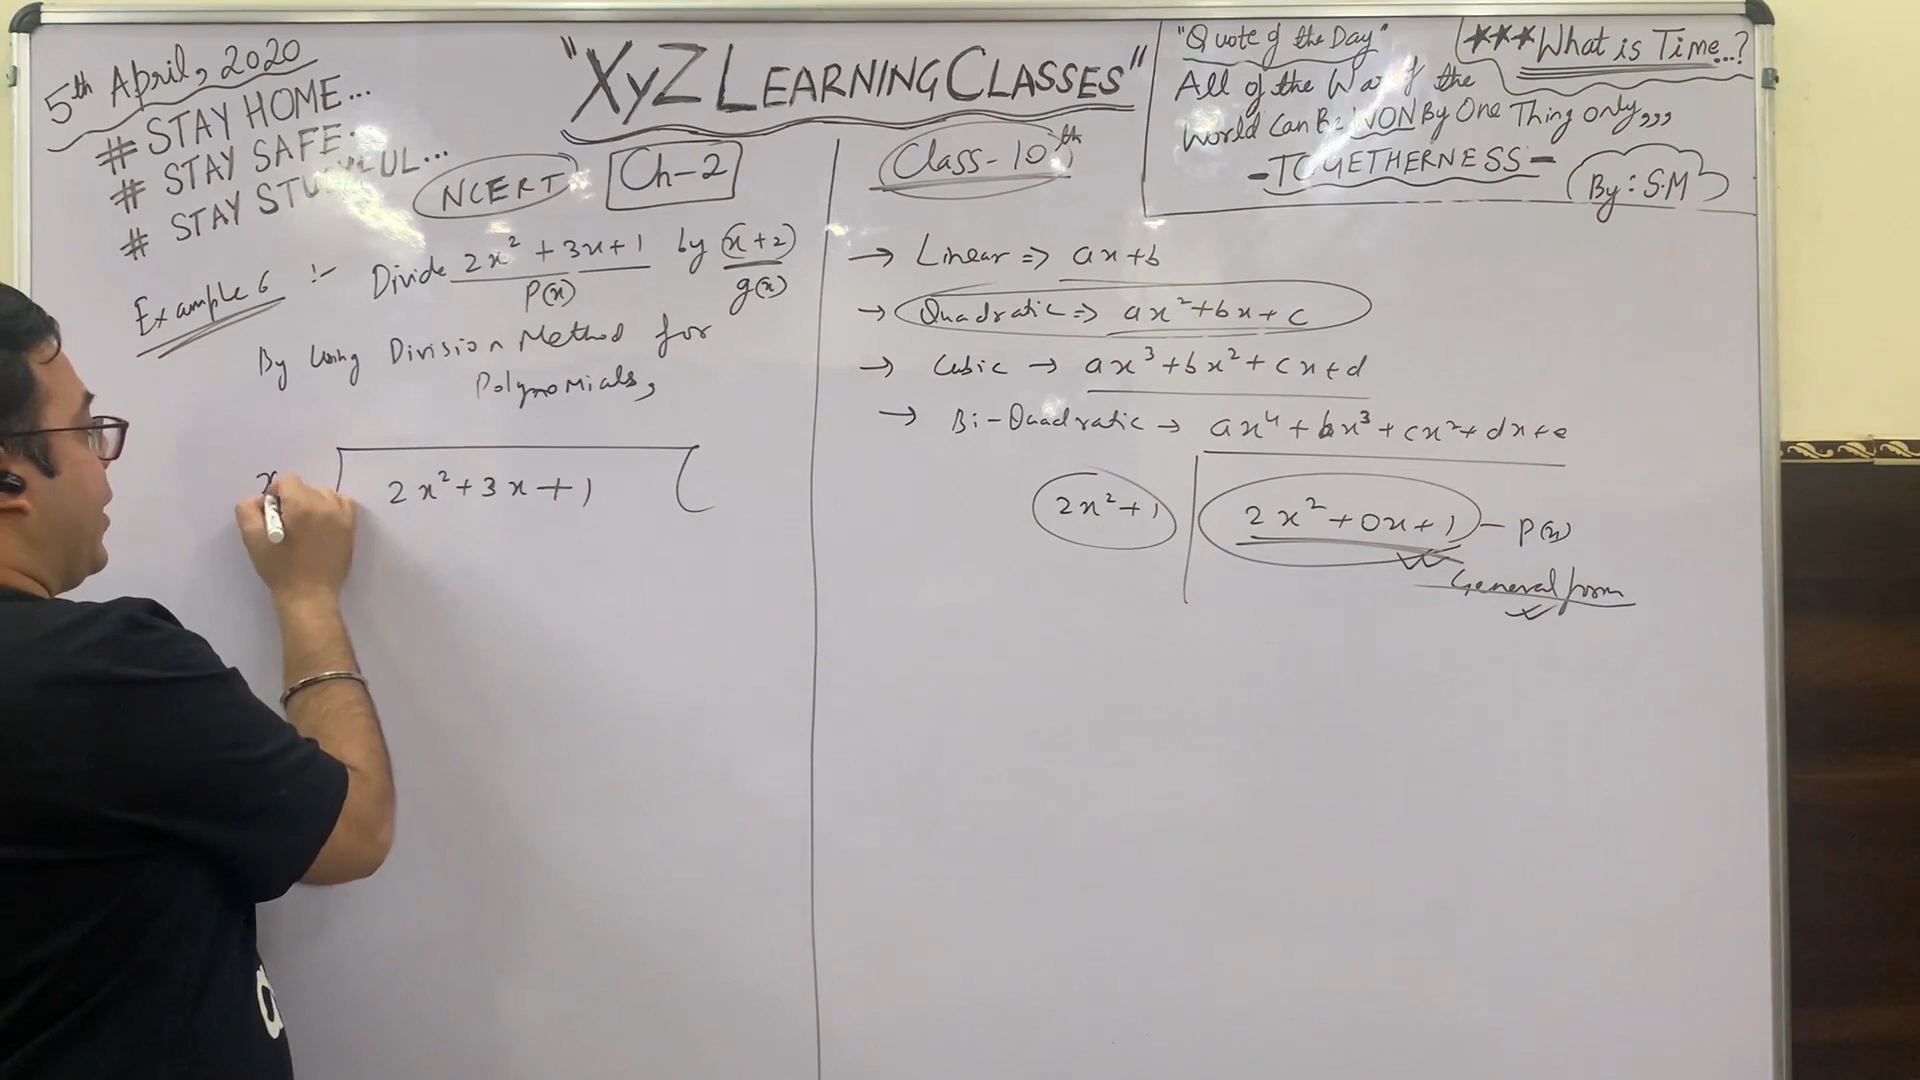 5th April, 2020
# STAY HOME...
# STAY SAFE.
# STAY
"XyZ LEARNING CLASSES"
"Quote of the Day"
All of the War of the
World Can Be WON By One Thing only,,,
- TOGETHERNESS -
By: S.M
***What is Time...?
NCERT
Ch-2
Class-10th
Example 6 :- Divide 2x² + 3x + 1 by (x+2)
P(x) g(x)
By Using Division Method for
Polynomials,
x
2x² + 3x + 1
→ Linear => ax+b
→ Quadratic => ax²+bx+c
→ Cubic → ax³+bx²+cx+d
→ Bi-Quadratic → ax⁴+bx³+cx²+dx+e
2x²+1
2x²+0x+1 - P(x)
General form